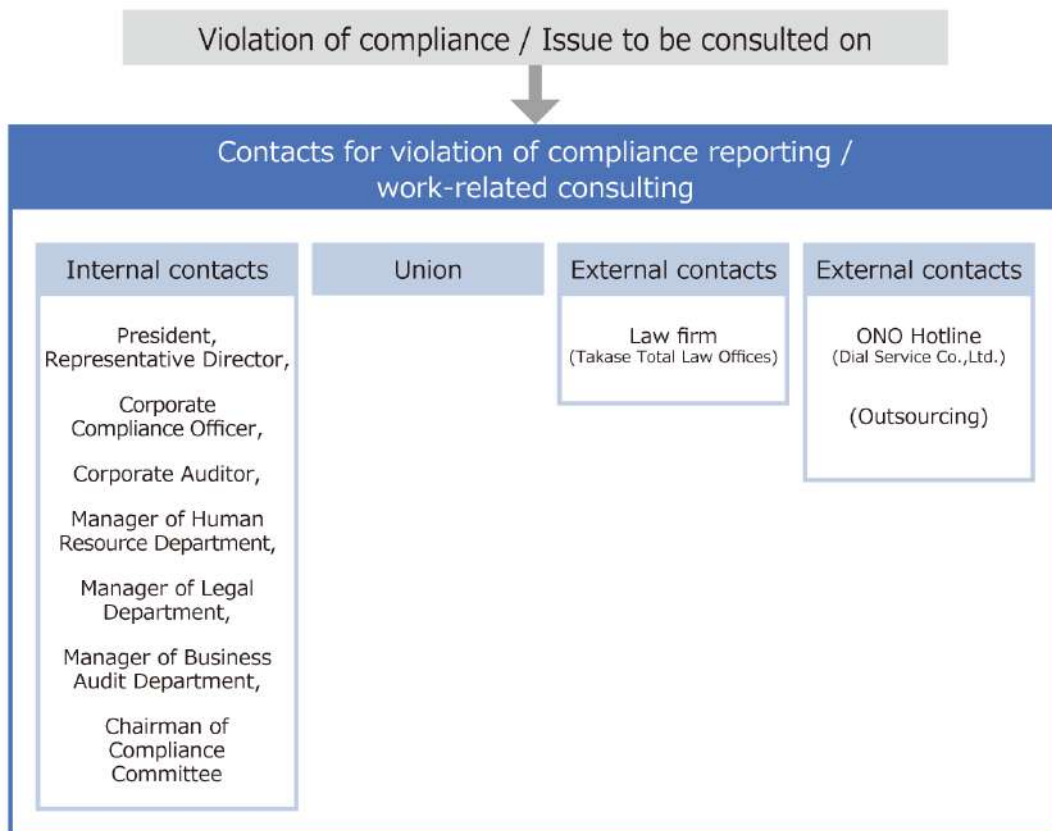 Violation of compliance / Issue to be consulted on
Contacts for violation of compliance reporting /
work-related consulting
Internal contacts
President,
Representative Director,
Corporate
Compliance Officer,
Corporate Auditor,
Manager of Human
Resource Department,
Manager of Legal
Department,
Manager of Business
Audit Department,
Chairman of
Compliance
Committee
Union
External contacts
Law firm
(Takase Total Law Offices)
External contacts
ONO Hotline
(Dial Service Co.,Ltd.)
(Outsourcing)